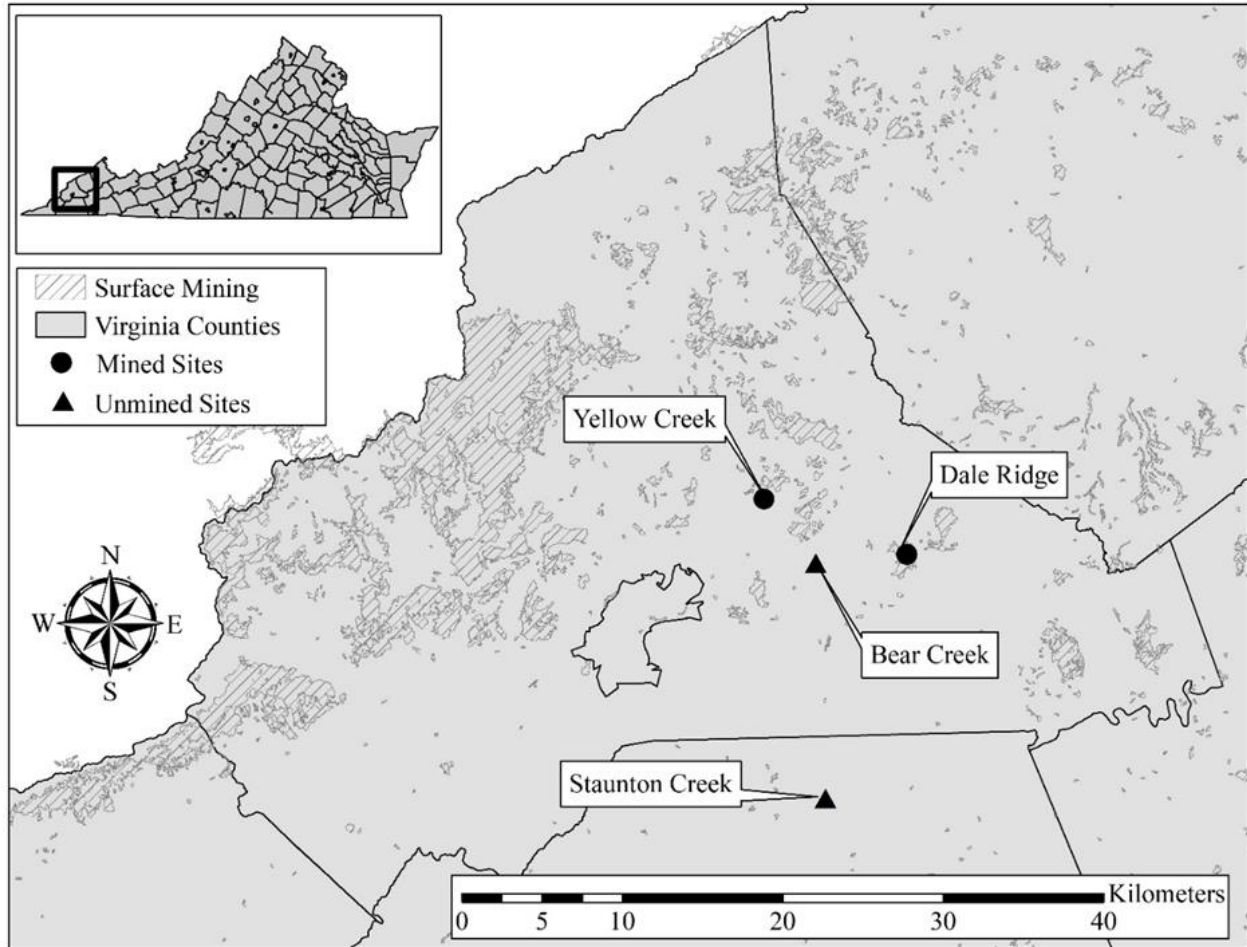 Surface Mining
Virginia Counties
Mined Sites
Unmined Sites
Yellow Creek
Dale Ridge
N
W E
S
Bear Creek
Staunton Creek
Kilometers
0 5 10 20 30 40